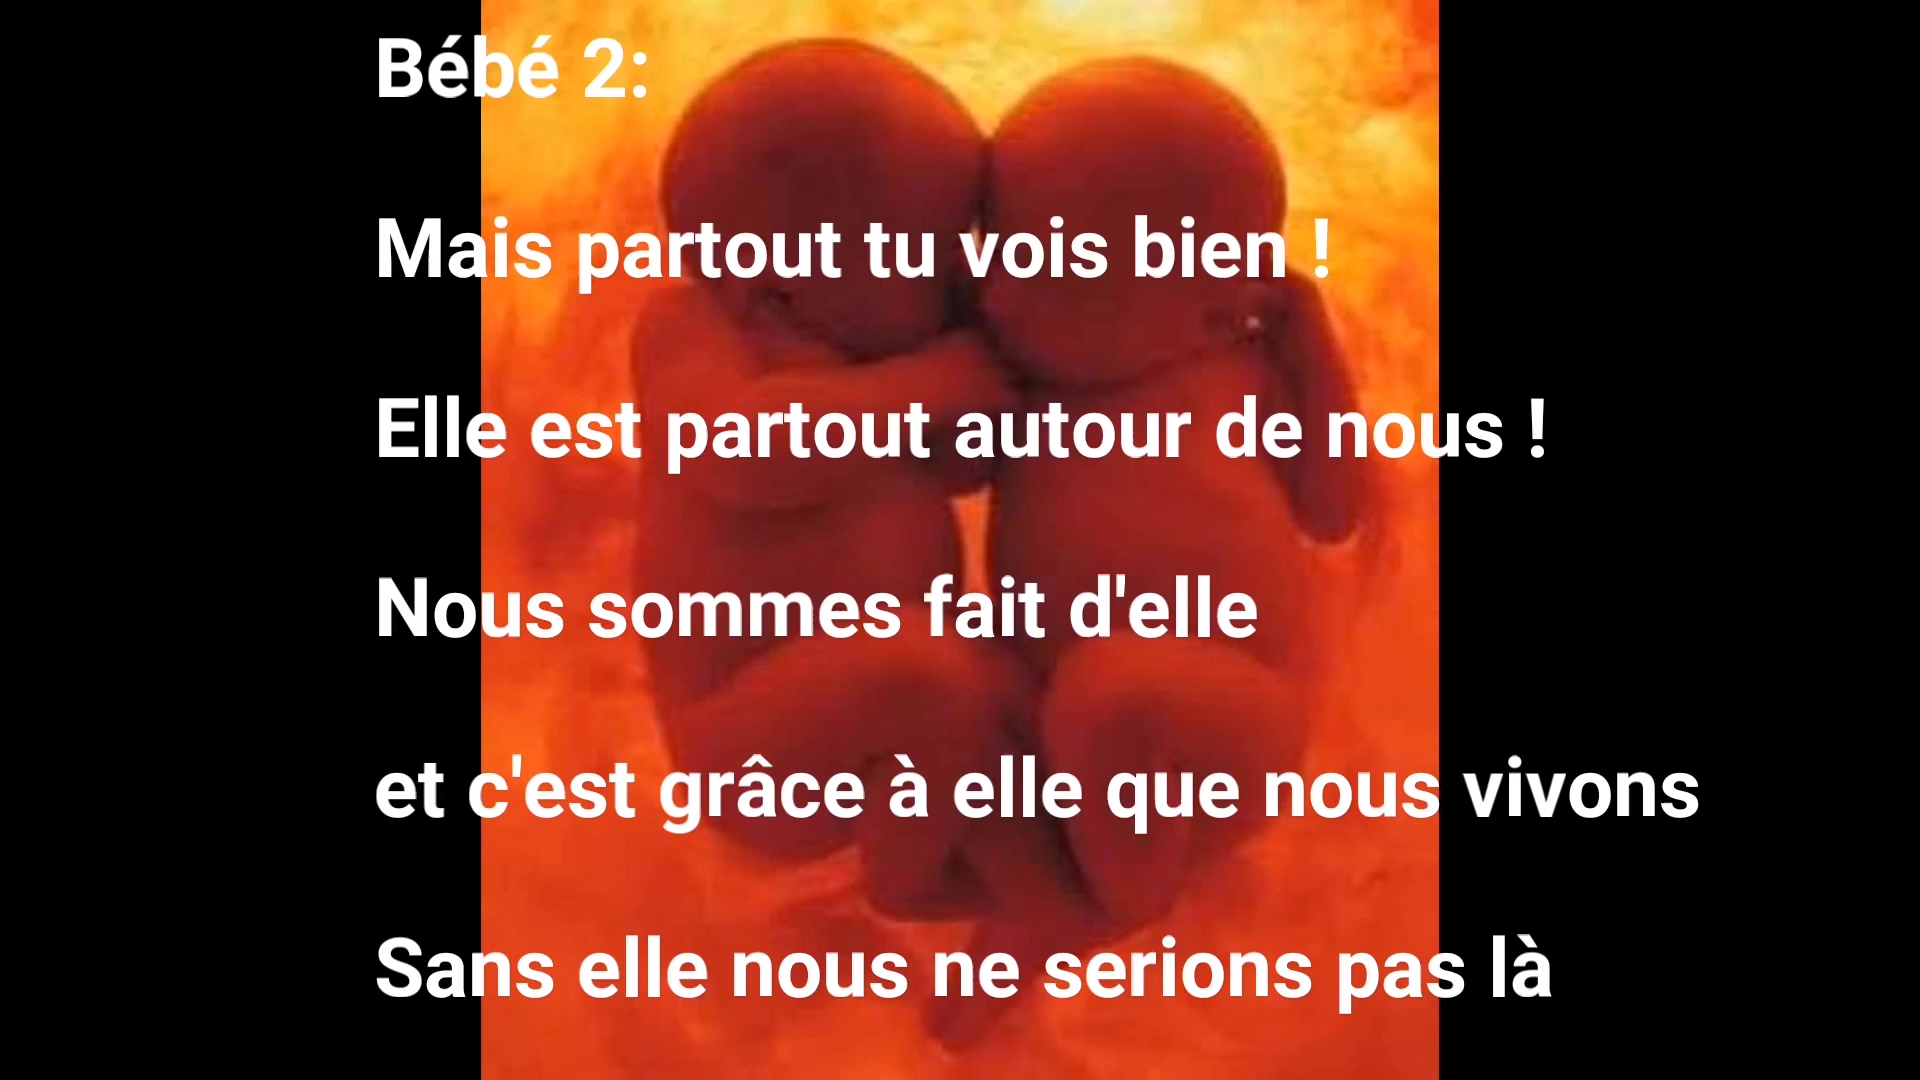 Bébé 2:
Mais partout tu vois bien !
Elle est partout autour de nous !
Nous sommes fait d'elle
et c'est grâce à elle que nous vivons
Sans elle nous ne serions pas là